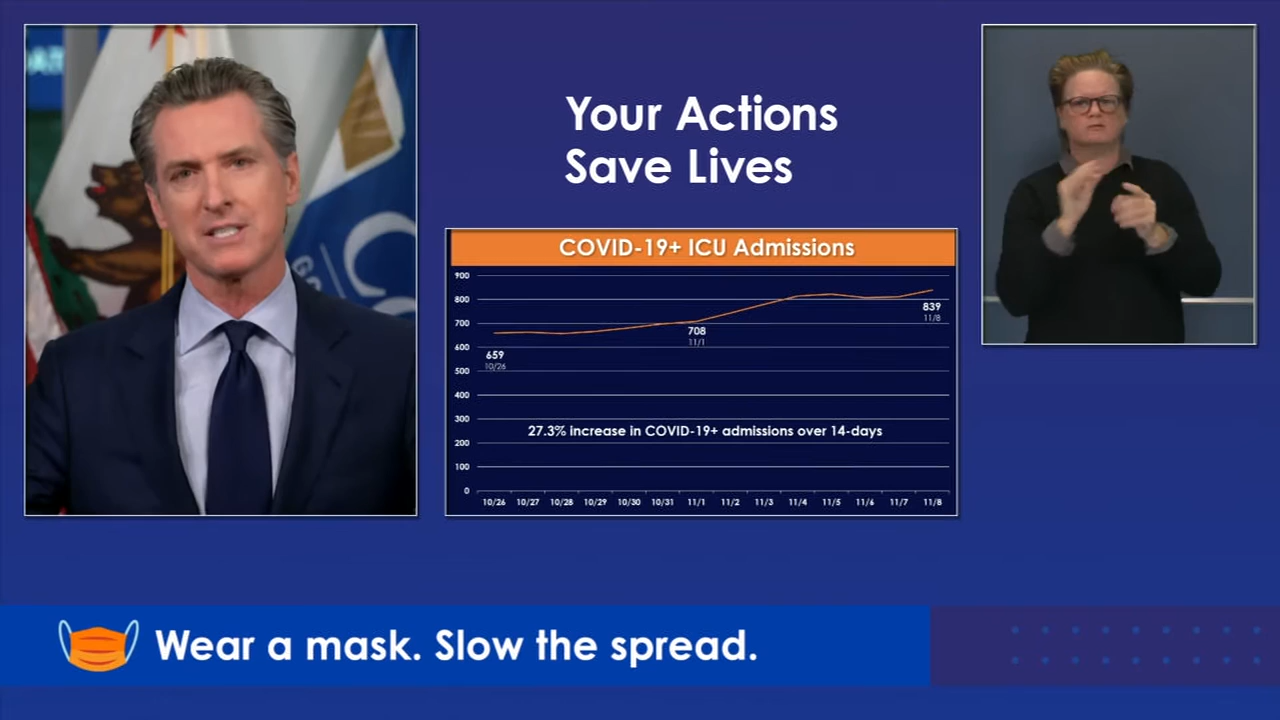 Your Actions
Save Lives
COVID-19+ ICU Admissions
900
800
700
600
500
400
300
200
100
0
659
10/26
708
11/1
839
11/8
27.3% increase in COVID-19+ admissions over 14-days
10/26 10/27 10/28 10/29 10/30 10/31 11/1 11/2 11/3 11/4 11/5 11/6 11/7 11/8
Wear a mask. Slow the spread.